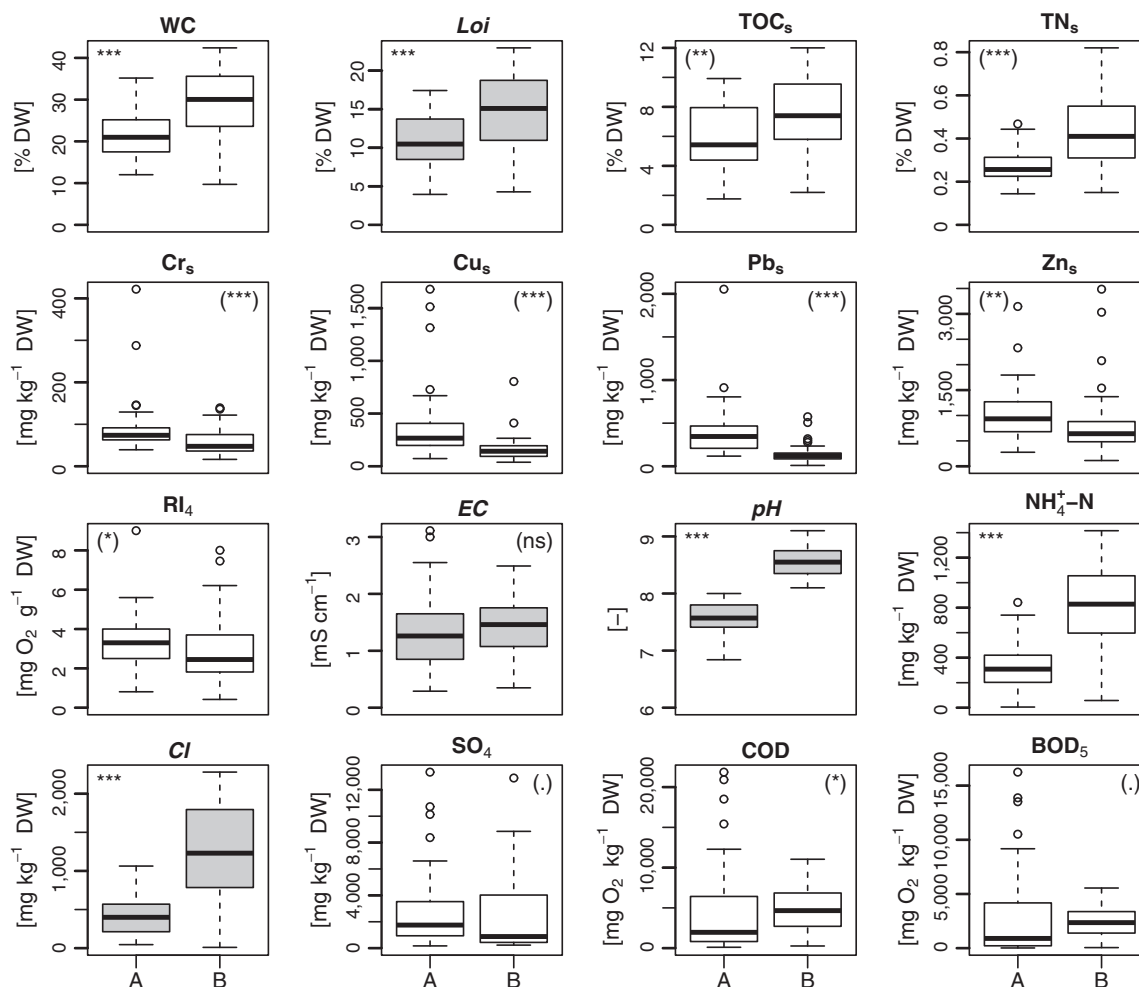 WC Loi TOCs TNs
*** *** (**) (***)
[% DW] [% DW] [% DW] [% DW]
0 10 20 30 40
0 5 10 15 20
0 4 8 12
0 0.2 0.4 0.6 0.8
Crs Cus Pbs Zns
(***) (***) (***) (**)
[mg kg⁻¹ DW] [mg kg⁻¹ DW] [mg kg⁻¹ DW] [mg kg⁻¹ DW]
0 200 400
0 500 1,000 1,500
0 1,000 2,000
0 1,500 3,000
RI₄ EC pH NH₄⁺–N
(*) (ns) *** ***
[mg O₂ g⁻¹ DW] [mS cm⁻¹] [–] [mg kg⁻¹ DW]
0 2 4 6 8
0 1 2 3
6 7 8 9
0 400 800 1,200
Cl SO₄ COD BOD₅
*** (.) (*) (.)
[mg kg⁻¹ DW] [mg kg⁻¹ DW] [mg O₂ kg⁻¹ DW] [mg O₂ kg⁻¹ DW]
0 1,000 2,000
0 4,000 8,000 12,000
0 10,000 20,000
0 5,000 10,000 15,000
A B A B A B A B